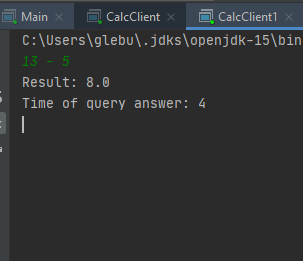 Main CalcClient CalcClient1
C:\Users\glebu\.jdks\openjdk-15\bin
13 - 5
Result: 8.0
Time of query answer: 4